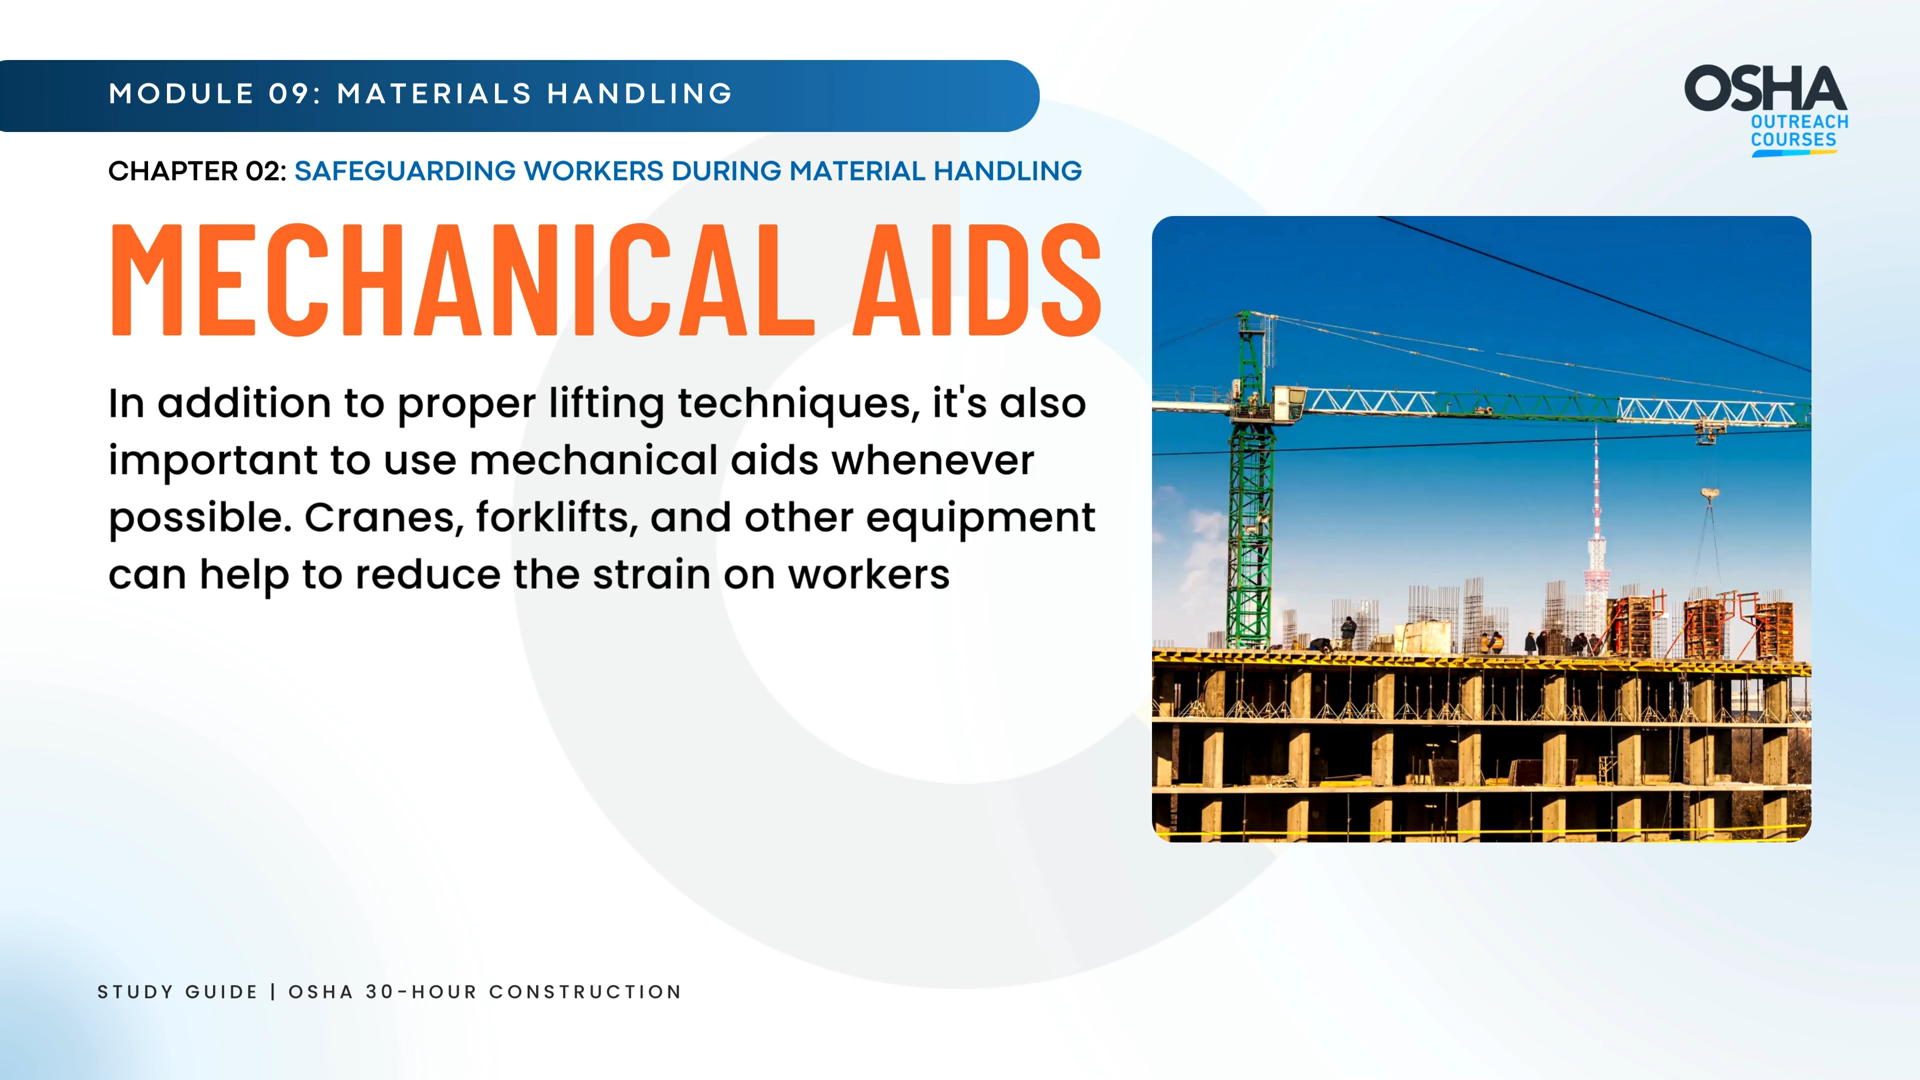 MODULE 09: MATERIALS HANDLING
OSHA
OUTREACH
COURSES
CHAPTER 02: SAFEGUARDING WORKERS DURING MATERIAL HANDLING
MECHANICAL AIDS
In addition to proper lifting techniques, it's also
important to use mechanical aids whenever
possible. Cranes, forklifts, and other equipment
can help to reduce the strain on workers
STUDY GUIDE | OSHA 30-HOUR CONSTRUCTION